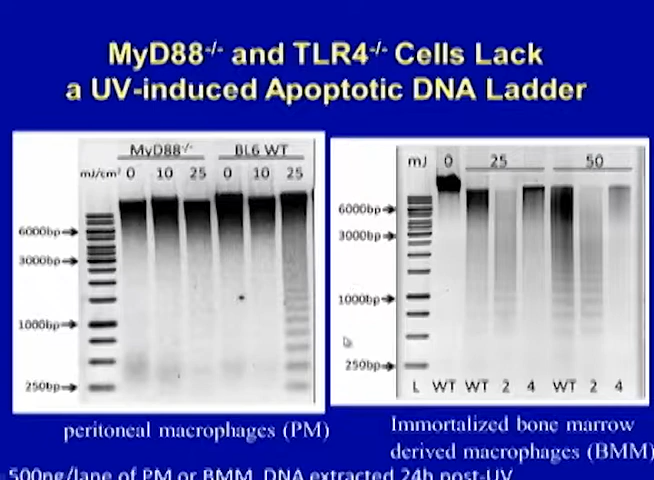 MyD88-/- and TLR4-/- Cells Lack
a UV-induced Apoptotic DNA Ladder
MyD88-/- BL6 WT
mJ/cm² 0 10 25 0 10 25
6000bp
3000bp
1000bp
250bp
mJ 0 25 50
6000bp
3000bp
1000bp
250bp
L WT WT 2 4 WT 2 4
peritoneal macrophages (PM)
Immortalized bone marrow
derived macrophages (BMM)
500ng/lane of PM or BMM DNA extracted 24h post-UV